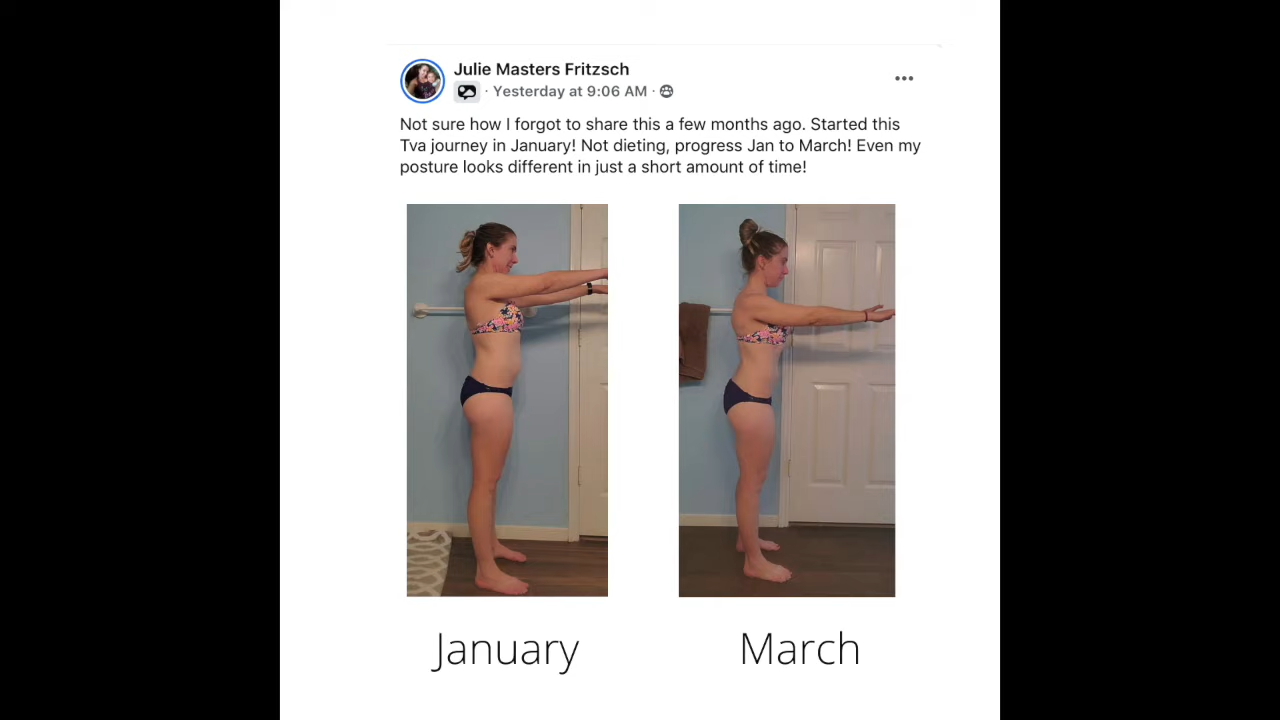 Julie Masters Fritzsch
· Yesterday at 9:06 AM ·
Not sure how I forgot to share this a few months ago. Started this
Tva journey in January! Not dieting, progress Jan to March! Even my
posture looks different in just a short amount of time!
January
March